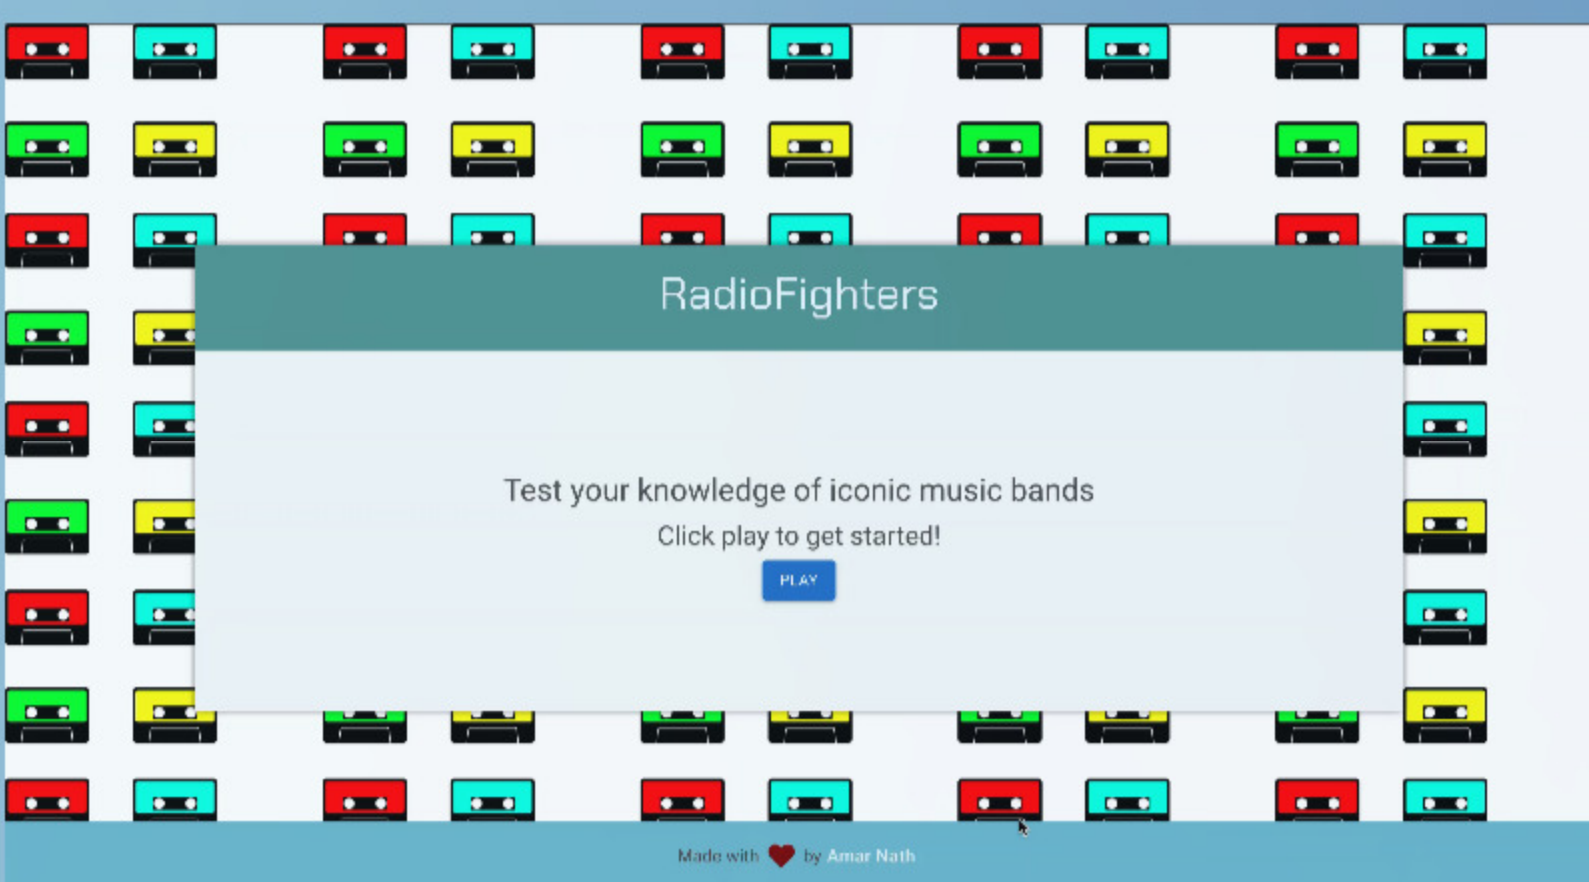 RadioFighters
Test your knowledge of iconic music bands
Click play to get started!
PLAY
Made with ❤ by Amar Nath